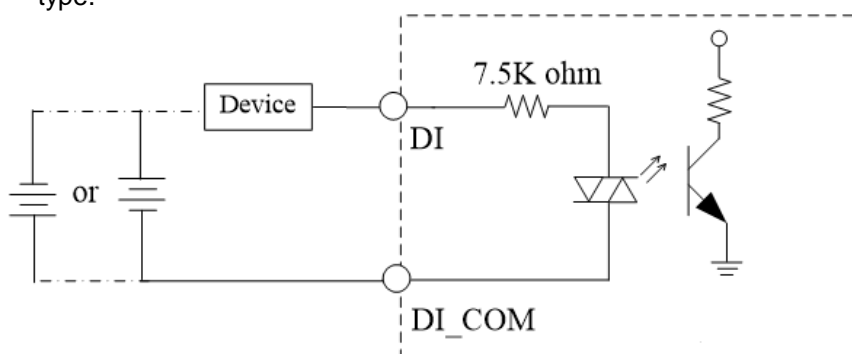 type.
7.5K ohm
Device
DI
or
DI_COM